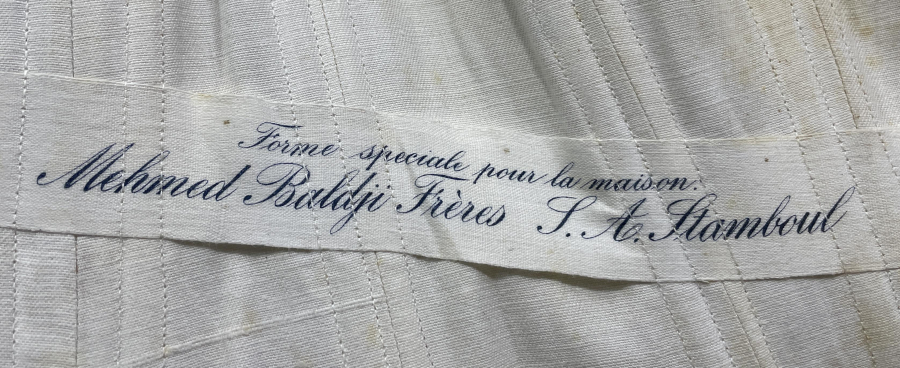 Forme speciale pour la maison.
Mehmed Baldji Frères S. A. Stamboul